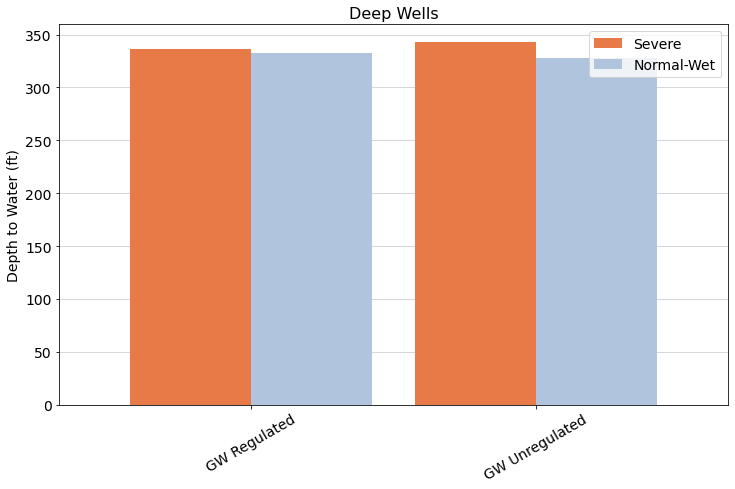 Deep Wells
Severe
Normal-Wet
Depth to Water (ft)
350
300
250
200
150
100
50
0
GW Regulated
GW Unregulated